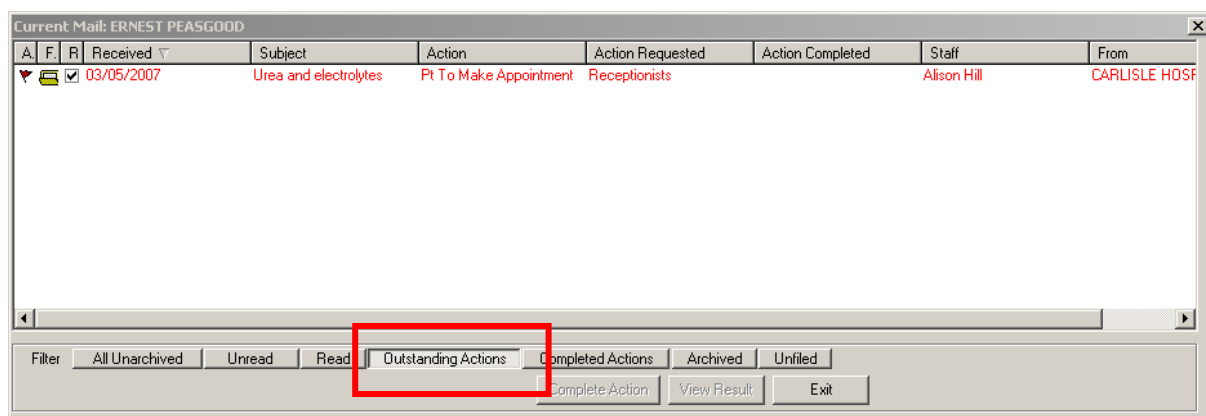 Current Mail: ERNEST PEASGOOD
A. F. R Received Subject Action Action Requested Action Completed Staff From
03/05/2007 Urea and electrolytes Pt To Make Appointment Receptionists Alison Hill CARLISLE HOSF
Filter All Unarchived Unread Read Outstanding Actions Completed Actions Archived Unfiled
Complete Action View Result Exit